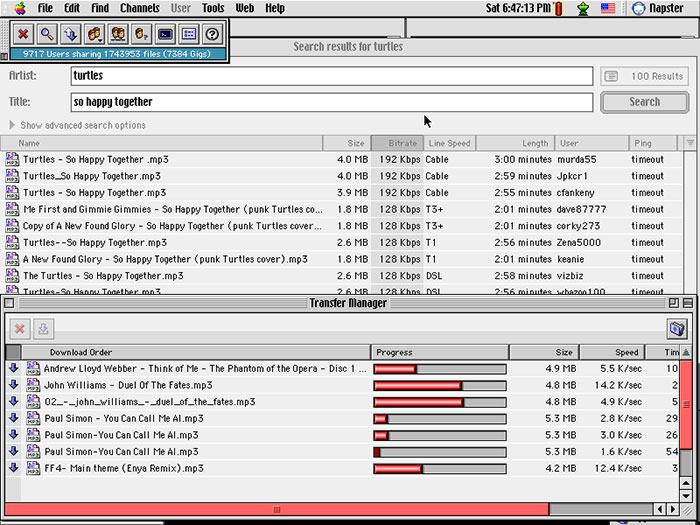 File Edit Find Channels User Tools Web Help Sat 6:47:13 PM Napster
9717 Users sharing 1743953 files (7384 Gigs)
Search results for turtles
Artist: turtles 100 Results
Title: so happy together Search
Show advanced search options
Name Size Bitrate Line Speed Length User Ping
Turtles - So Happy Together .mp3 4.0 MB 192 Kbps Cable 3:00 minutes murda55 timeout
Turtles_So Happy Together.mp3 4.0 MB 192 Kbps Cable 2:59 minutes Jpkcr1 timeout
Turtles - So Happy Together.mp3 3.9 MB 192 Kbps Cable 2:55 minutes cfankeny timeout
Me First and Gimmie Gimmies - So Happy Together (punk Turtles co... 1.8 MB 128 Kbps T3+ 2:01 minutes dave87777 timeout
Copy of A New Found Glory - So Happy Together (punk Turtles cover... 1.8 MB 128 Kbps T3+ 2:01 minutes corky273 timeout
Turtles--So Happy Together.mp3 2.6 MB 128 Kbps T1 2:56 minutes Zena5000 timeout
A New Found Glory - So Happy Together (punk Turtles cover).mp3 1.8 MB 128 Kbps T1 2:01 minutes keanie timeout
The Turtles - So Happy Together.mp3 2.6 MB 128 Kbps DSL 2:58 minutes vizbiz timeout
Turtles-So Happy Together.mp3 2.6 MB 128 Kbps DSL 2:56 minutes whazoo100 timeout
Transfer Manager
Download Order Progress Size Speed Tim
Andrew Lloyd Webber - Think of Me - The Phantom of the Opera - Disc 1 ... 4.9 MB 5.5 K/sec 10
John Williams - Duel Of The Fates.mp3 4.8 MB 14.2 K/sec 2
02_-_john_williams_-_duel_of_the_fates.mp3 4.8 MB 4.9 K/sec 5
Paul Simon - You Can Call Me Al.mp3 5.3 MB 3.0 K/sec 29
Paul Simon-You Can Call Me Al.mp3 5.3 MB 3.0 K/sec 26
Paul Simon-You Can Call Me Al.mp3 5.3 MB 1.6 K/sec 54
FF4- Main theme (Enya Remix).mp3 4.2 MB 12.4 K/sec 3